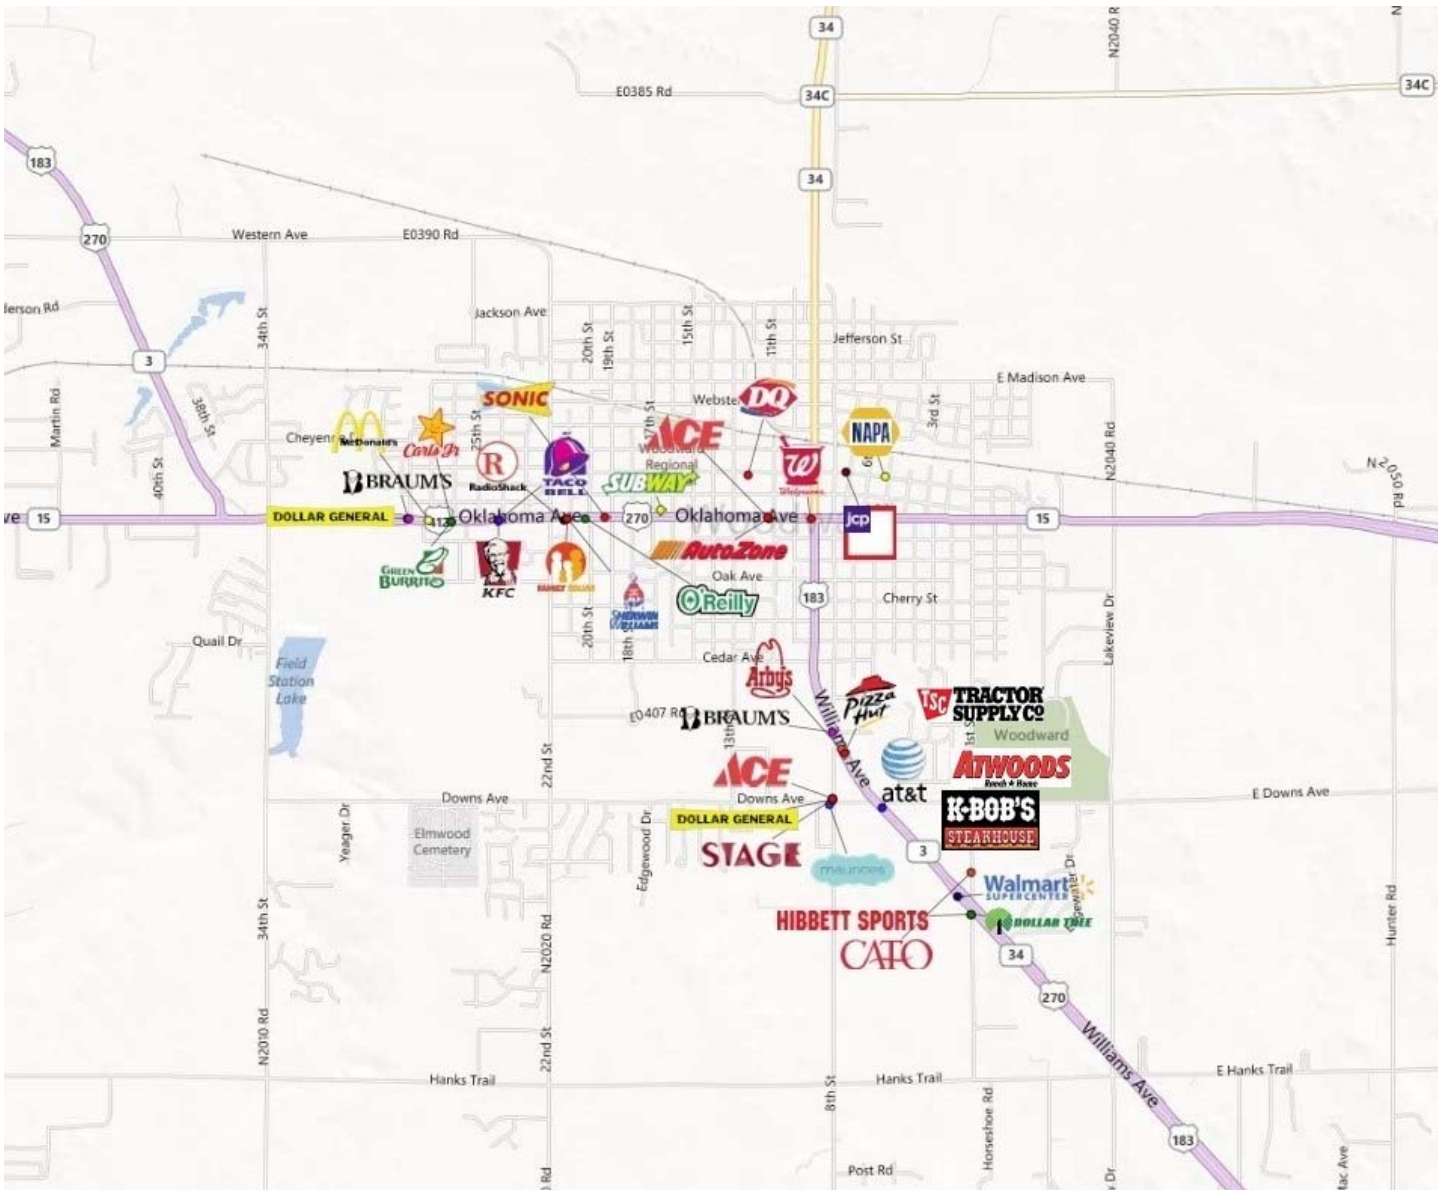 34
N2040 R
N
E0385 Rd
34C
34C
183
34
270
Western Ave
E0390 Rd
34th St
Jackson Ave
20th St
19th St
15th St
11th St
Jefferson St
3
E Madison Ave
Martin Rd
38th St
SONIC
Webster
DQ
3rd St
McDonald's
Carl's Jr
25th St
17th St
ACE
NAPA
Woodward
Regional
N2040 Rd
BRAUM'S
R
RadioShack
TACO
BELL
SUBWAY
W
Walgreens
40th St
N2050 Rd
15
DOLLAR GENERAL
412
Oklahoma Ave
270
Oklahoma Ave
jcp
15
GREEN
BURRITO
KFC
FAMILY DOLLAR
AutoZone
Oak Ave
SHERWIN
WILLIAMS
O'Reilly
183
Cherry St
20th St
18th St
Lakeview Dr
Quail Dr
Field
Station
Lake
Cedar Ave
Arby's
Pizza
Hut
TSC TRACTOR
SUPPLY CO
E0407 Rd
BRAUM'S
13th
Williams Ave
1st S
Woodward
22nd St
ACE
at&t
ATWOODS
Ranch ★ Home
Downs Ave
Downs Ave
E Downs Ave
DOLLAR GENERAL
K-BOB'S
STEAKHOUSE
Yeager Dr
Elmwood
Cemetery
Edgewood Dr
STAGE
maurices
3
Walmart
SUPERCENTER
Hunter Rd
34th St
HIBBETT SPORTS
DOLLAR TREE
CATO
N2020 Rd
34
270
N2010 Rd
22nd St
Williams Ave
Hanks Trail
8th St
Hanks Trail
E Hanks Trail
Horseshoe Rd
183
Post Rd